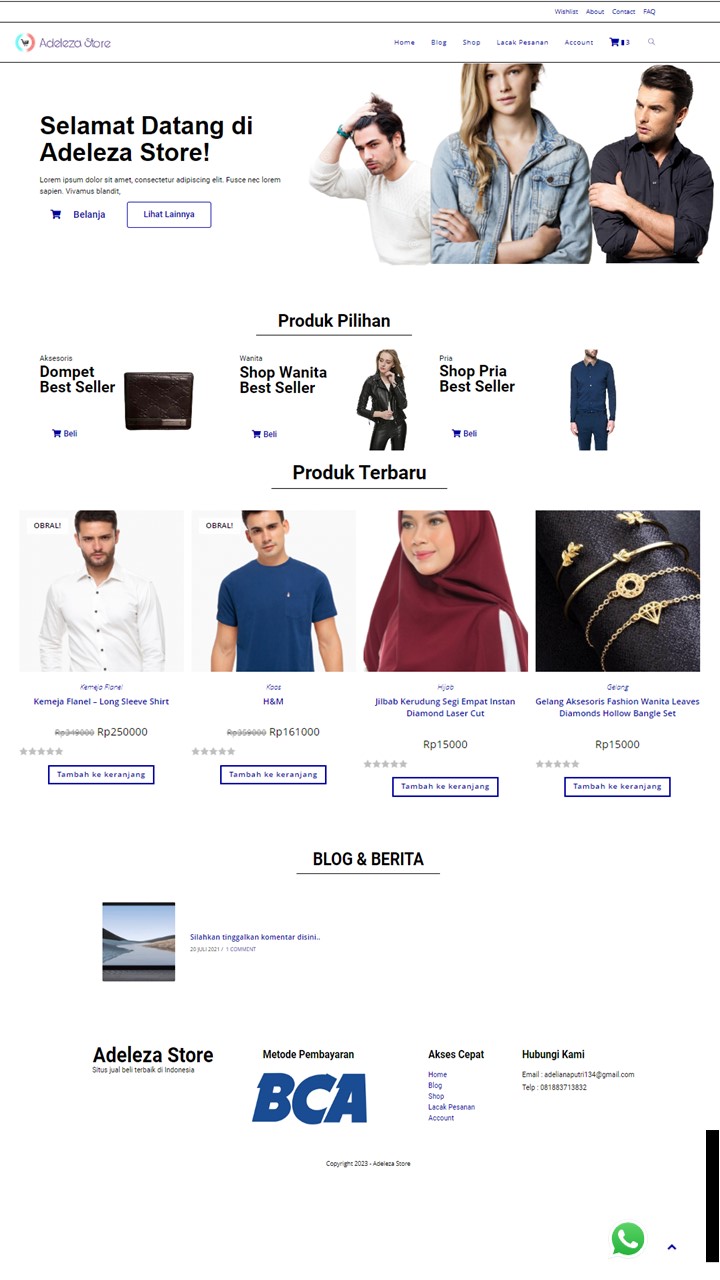 Wishlist About Contact FAQ
Adeleza Store
Home Blog Shop Lacak Pesanan Account 3
Selamat Datang di
Adeleza Store!
Lorem ipsum dolor sit amet, consectetur adipiscing elit. Fusce nec lorem
sapien. Vivamus blandit,
Belanja Lihat Lainnya
Produk Pilihan
Aksesoris
Dompet
Best Seller
Beli
Wanita
Shop Wanita
Best Seller
Beli
Pria
Shop Pria
Best Seller
Beli
Produk Terbaru
OBRAL!
Kemeja Flanel
Kemeja Flanel – Long Sleeve Shirt
Rp349000 Rp250000
Tambah ke keranjang
OBRAL!
Kaos
H&M
Rp359000 Rp161000
Tambah ke keranjang
Hijab
Jilbab Kerudung Segi Empat Instan
Diamond Laser Cut
Rp15000
Tambah ke keranjang
Gelang
Gelang Aksesoris Fashion Wanita Leaves
Diamonds Hollow Bangle Set
Rp15000
Tambah ke keranjang
BLOG & BERITA
Silahkan tinggalkan komentar disini..
20 JULI 2021 / 1 COMMENT
Adeleza Store
Situs jual beli terbaik di Indonesia
Metode Pembayaran
BCA
Akses Cepat
Home
Blog
Shop
Lacak Pesanan
Account
Hubungi Kami
Email : adelianaputri134@gmail.com
Telp : 081883713832
Copyright 2023 - Adeleza Store